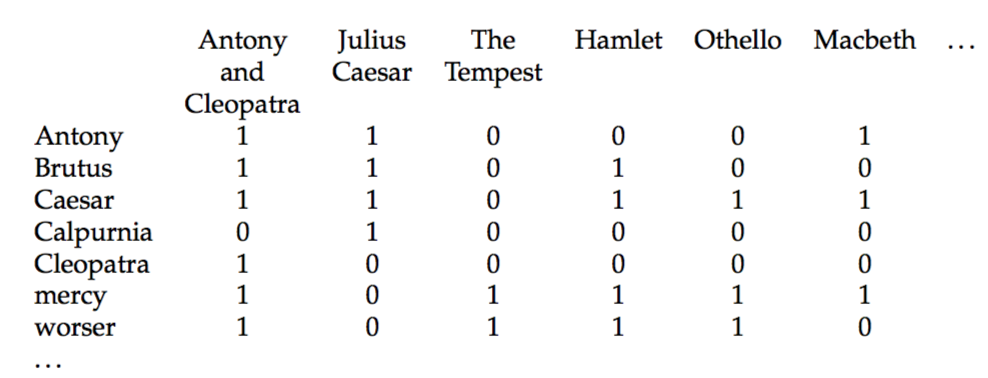 Antony Julius The Hamlet Othello Macbeth ...
and Caesar Tempest
Cleopatra
Antony 1 1 0 0 0 1
Brutus 1 1 0 1 0 0
Caesar 1 1 0 1 1 1
Calpurnia 0 1 0 0 0 0
Cleopatra 1 0 0 0 0 0
mercy 1 0 1 1 1 1
worser 1 0 1 1 1 0
...